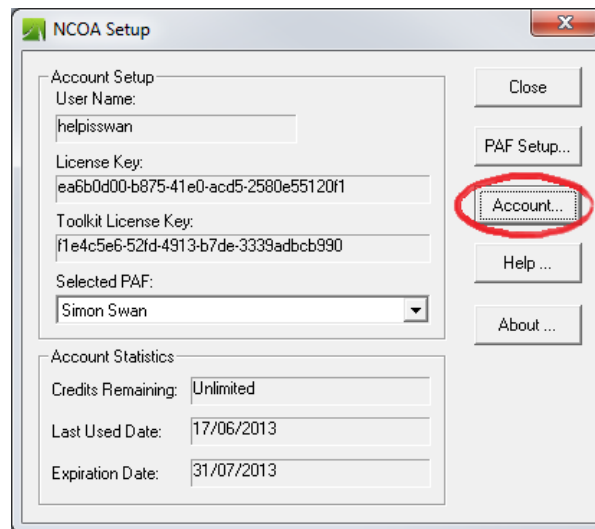 NCOA Setup
Account Setup
User Name:
helpisswan
License Key:
ea6b0d00-b875-41e0-acd5-2580e55120f1
Toolkit License Key:
f1e4c5e6-52fd-4913-b7de-3339adbcb990
Selected PAF:
Simon Swan
Account Statistics
Credits Remaining: Unlimited
Last Used Date: 17/06/2013
Expiration Date: 31/07/2013
Close
PAF Setup...
Account...
Help ...
About ...